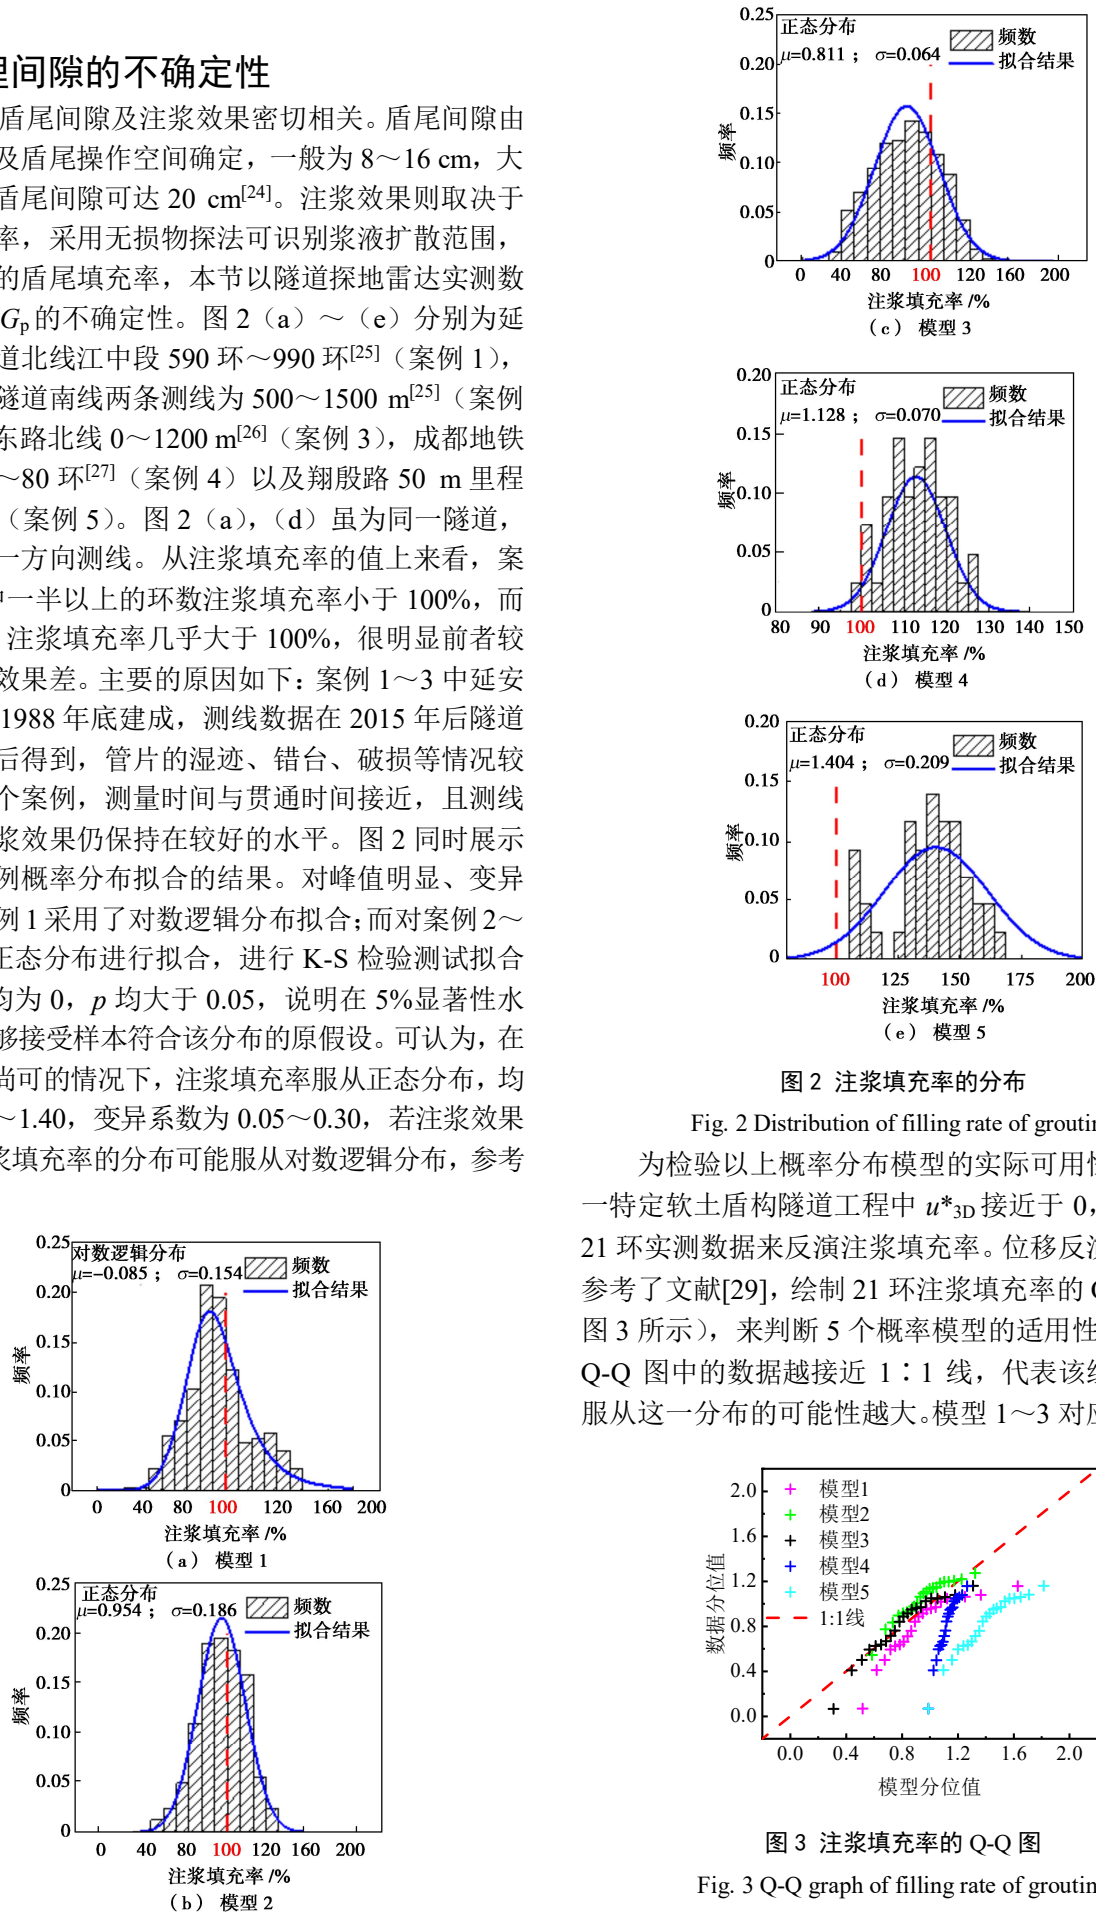 理间隙的不确定性
盾尾间隙及注浆效果密切相关。盾尾间隙由
及盾尾操作空间确定，一般为 8～16 cm，大
盾尾间隙可达 20 cm[24]。注浆效果则取决于
率，采用无损物探法可识别浆液扩散范围，
的盾尾填充率，本节以隧道探地雷达实测数
Gp 的不确定性。图 2（a）～（e）分别为延
道北线江中段 590 环～990 环[25]（案例 1），
隧道南线两条测线为 500～1500 m[25]（案例
东路北线 0～1200 m[26]（案例 3），成都地铁
～80 环[27]（案例 4）以及翔殷路 50 m 里程
（案例 5）。图 2（a），（d）虽为同一隧道，
一方向测线。从注浆填充率的值上来看，案
中一半以上的环数注浆填充率小于 100%，而
注浆填充率几乎大于 100%，很明显前者较
效果差。主要的原因如下：案例 1～3 中延安
1988 年底建成，测线数据在 2015 年后隧道
后得到，管片的湿迹、错台、破损等情况较
个案例，测量时间与贯通时间接近，且测线
浆效果仍保持在较好的水平。图 2 同时展示
例概率分布拟合的结果。对峰值明显、变异
例 1 采用了对数逻辑分布拟合；而对案例 2～
正态分布进行拟合，进行 K-S 检验测试拟合
均为 0，p 均大于 0.05，说明在 5%显著性水
够接受样本符合该分布的原假设。可认为，在
尚可的情况下，注浆填充率服从正态分布，均
～1.40，变异系数为 0.05～0.30，若注浆效果
浆填充率的分布可能服从对数逻辑分布，参考
0.25
对数逻辑分布
μ=−0.085 ； σ=0.154
频数
拟合结果
0.20
0.15
频率
0.10
0.05
0
0 40 80 100 120 160 200
注浆填充率 /%
（a） 模型 1
0.25
正态分布
μ=0.954 ； σ=0.186
频数
拟合结果
0.20
0.15
频率
0.10
0.05
0
0 40 80 100 120 160 200
注浆填充率 /%
（b） 模型 2
0.25
正态分布
μ=0.811 ； σ=0.064
频数
拟合结果
0.20
0.15
频率
0.10
0.05
0
0 40 80 100 120 160 200
注浆填充率 /%
（c） 模型 3
0.20
正态分布
μ=1.128 ； σ=0.070
频数
拟合结果
0.15
频率
0.10
0.05
0
80 90 100 110 120 130 140 150
注浆填充率 /%
（d） 模型 4
0.20
正态分布
μ=1.404 ； σ=0.209
频数
拟合结果
0.15
频率
0.10
0.05
0
100 125 150 175 200
注浆填充率 /%
（e） 模型 5
图 2 注浆填充率的分布
Fig. 2 Distribution of filling rate of groutin
为检验以上概率分布模型的实际可用性
一特定软土盾构隧道工程中 u*3D 接近于 0，
21 环实测数据来反演注浆填充率。位移反演
参考了文献[29]，绘制 21 环注浆填充率的
图 3 所示），来判断 5 个概率模型的适用性
Q-Q 图中的数据越接近 1∶1 线，代表该组
服从这一分布的可能性越大。模型 1～3 对应
2.0
1.6
1.2
0.8
0.4
0.0
数据分位值
模型1
模型2
模型3
模型4
模型5
1:1线
0.0 0.4 0.8 1.2 1.6 2.0
模型分位值
图 3 注浆填充率的 Q-Q 图
Fig. 3 Q-Q graph of filling rate of groutin